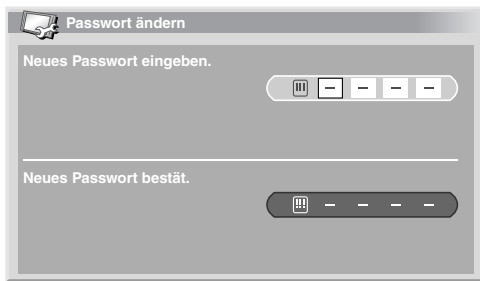 Passwort ändern
Neues Passwort eingeben.
– – – –
Neues Passwort bestät.
– – – –